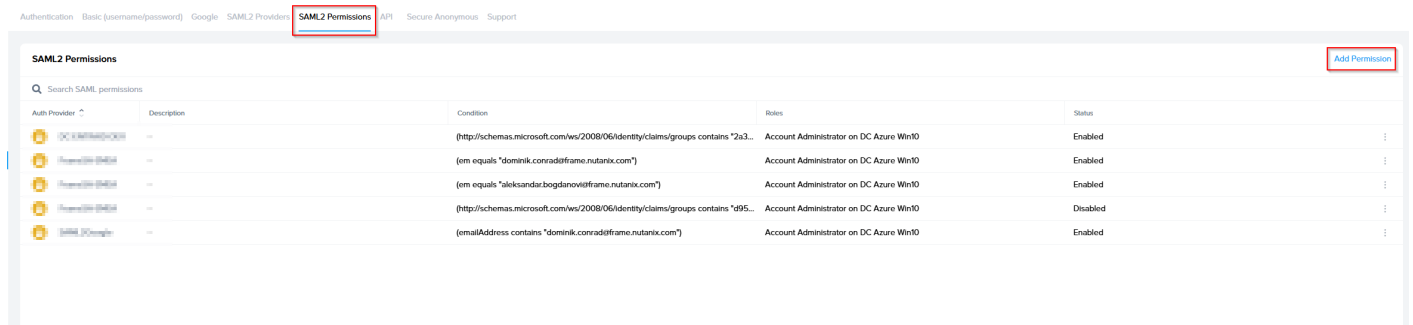 Authentication Basic (username/password) Google SAML2 Providers SAML2 Permissions API Secure Anonymous Support
SAML2 Permissions Add Permission
Search SAML permissions
Auth Provider Description Condition Roles Status
(http://schemas.microsoft.com/ws/2008/06/identity/claims/groups contains "2a3... Account Administrator on DC Azure Win10 Enabled
(em equals "dominik.conrad@frame.nutanix.com") Account Administrator on DC Azure Win10 Enabled
(em equals "aleksandar.bogdanovi@frame.nutanix.com") Account Administrator on DC Azure Win10 Enabled
(http://schemas.microsoft.com/ws/2008/06/identity/claims/groups contains "d95... Account Administrator on DC Azure Win10 Disabled
(emailAddress contains "dominik.conrad@frame.nutanix.com") Account Administrator on DC Azure Win10 Enabled